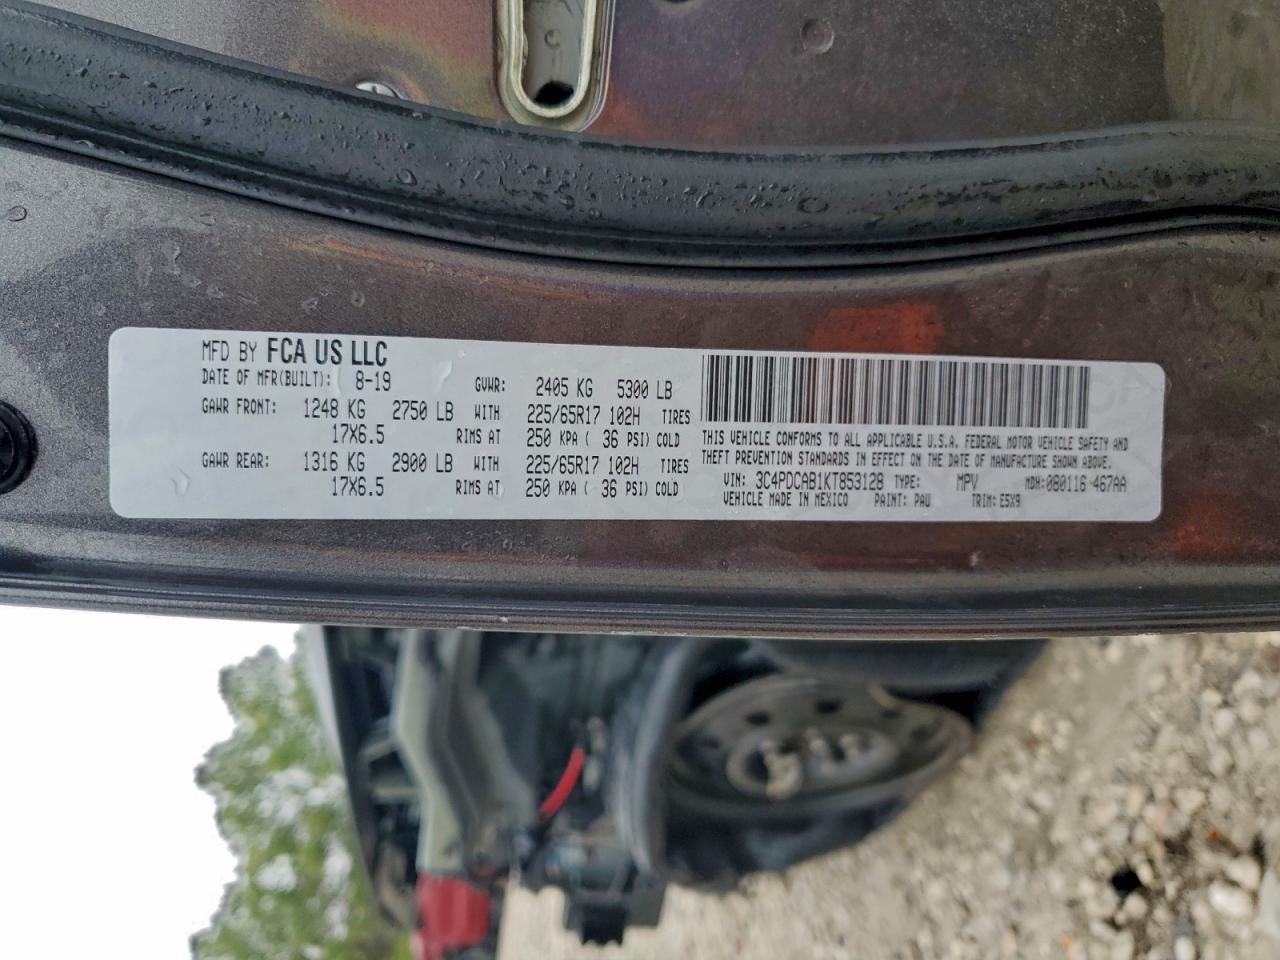 MFD BY FCA US LLC
DATE OF MFR(BUILT): 8-19 GVWR: 2405 KG 5300 LB
GAWR FRONT: 1248 KG 2750 LB WITH 225/65R17 102H TIRES
17X6.5 RIMS AT 250 KPA ( 36 PSI) COLD
GAWR REAR: 1316 KG 2900 LB WITH 225/65R17 102H TIRES
17X6.5 RIMS AT 250 KPA ( 36 PSI) COLD
THIS VEHICLE CONFORMS TO ALL APPLICABLE U.S.A. FEDERAL MOTOR VEHICLE SAFETY AND
THEFT PREVENTION STANDARDS IN EFFECT ON THE DATE OF MANUFACTURE SHOWN ABOVE.
VIN: 3C4PDCAB1KT853128 TYPE: MPV MDH:080116 467AA
VEHICLE MADE IN MEXICO PAINT: PAU TRIM: E5X9